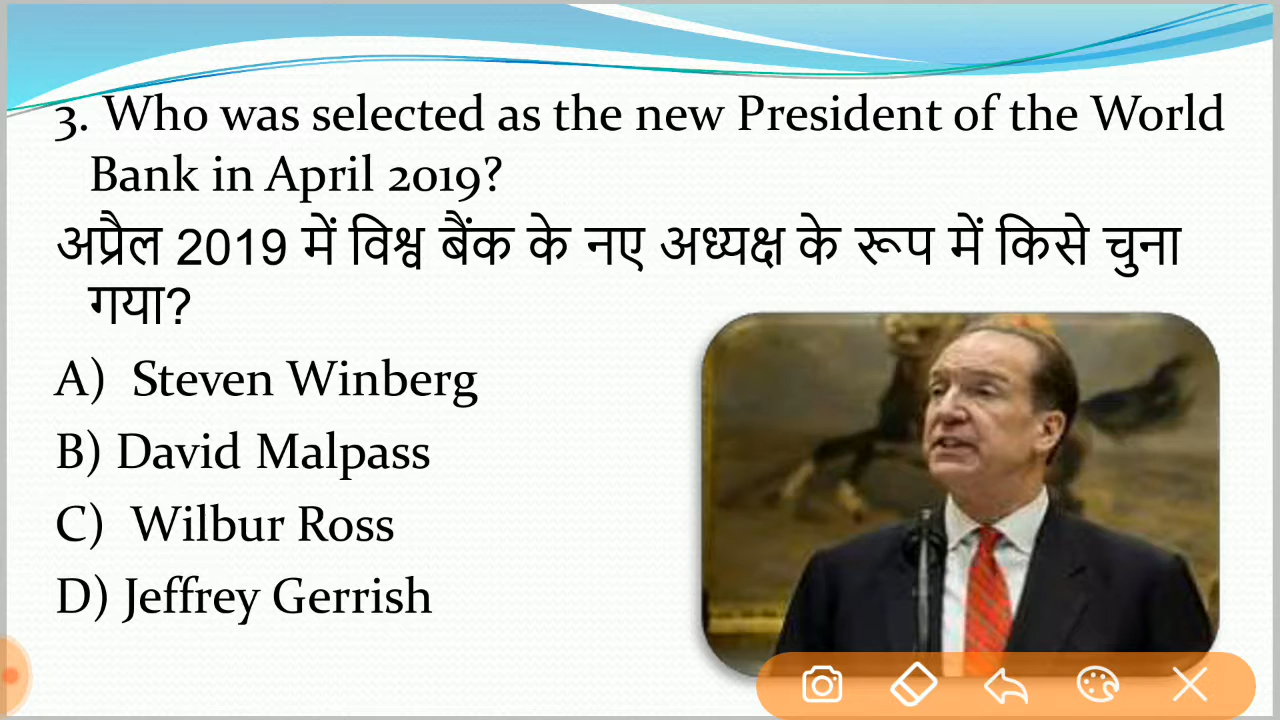 3. Who was selected as the new President of the World
Bank in April 2019?
अप्रैल 2019 में विश्व बैंक के नए अध्यक्ष के रूप में किसे चुना
गया?
A) Steven Winberg
B) David Malpass
C) Wilbur Ross
D) Jeffrey Gerrish